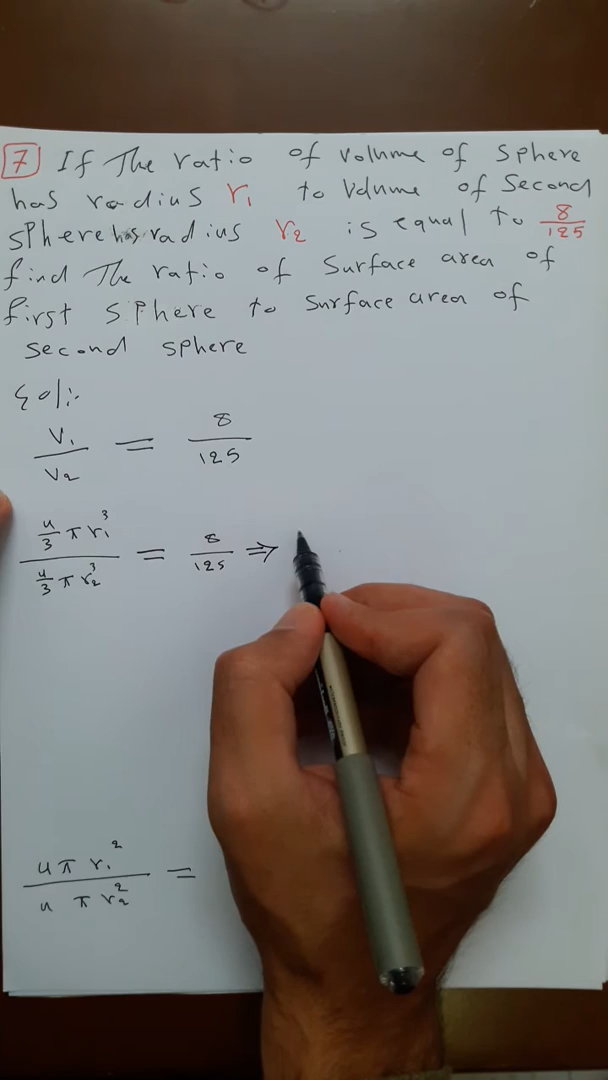 7 If The ratio of volume of sphere
has radius r₁ to Volume of Second
sphere has radius r₂ is equal to 8/125
find The ratio of Surface area of
first sphere to surface area of
second sphere
Sol:
V₁/V₂ = 8/125
(4/3 π r₁³)/(4/3 π r₂³) = 8/125 ⇒
(4 π r₁²)/(4 π r₂²) =